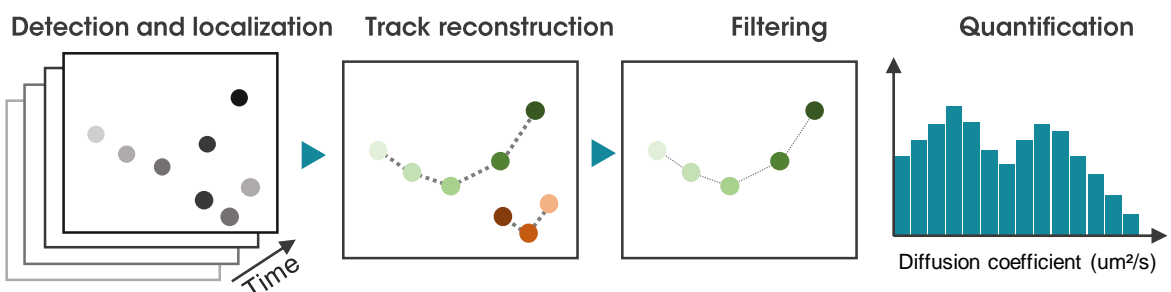 Detection and localization
Track reconstruction
Filtering
Quantification
Time
Diffusion coefficient (um²/s)